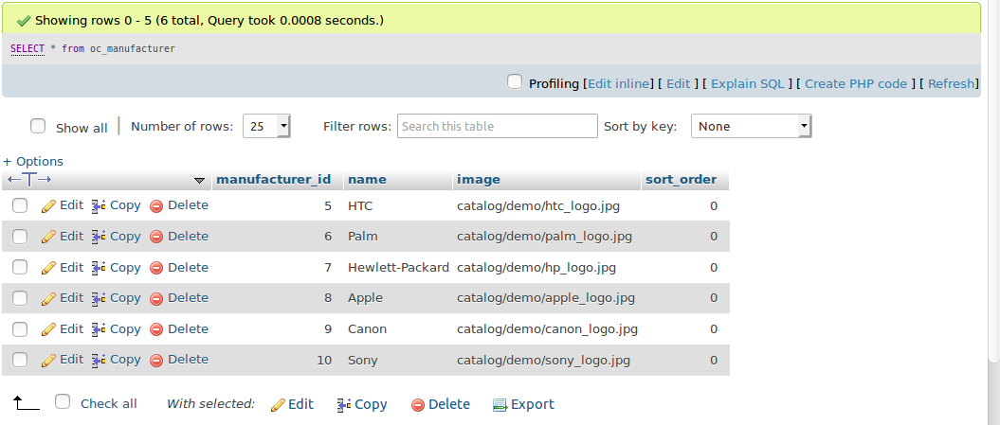 Showing rows 0 - 5 (6 total, Query took 0.0008 seconds.)
SELECT * from oc_manufacturer
Profiling [Edit inline] [ Edit ] [ Explain SQL ] [ Create PHP code ] [ Refresh]
Show all | Number of rows: 25 Filter rows: Search this table Sort by key: None
+ Options
←T→ manufacturer_id name image sort_order
Edit Copy Delete 5 HTC catalog/demo/htc_logo.jpg 0
Edit Copy Delete 6 Palm catalog/demo/palm_logo.jpg 0
Edit Copy Delete 7 Hewlett-Packard catalog/demo/hp_logo.jpg 0
Edit Copy Delete 8 Apple catalog/demo/apple_logo.jpg 0
Edit Copy Delete 9 Canon catalog/demo/canon_logo.jpg 0
Edit Copy Delete 10 Sony catalog/demo/sony_logo.jpg 0
Check all With selected: Edit Copy Delete Export